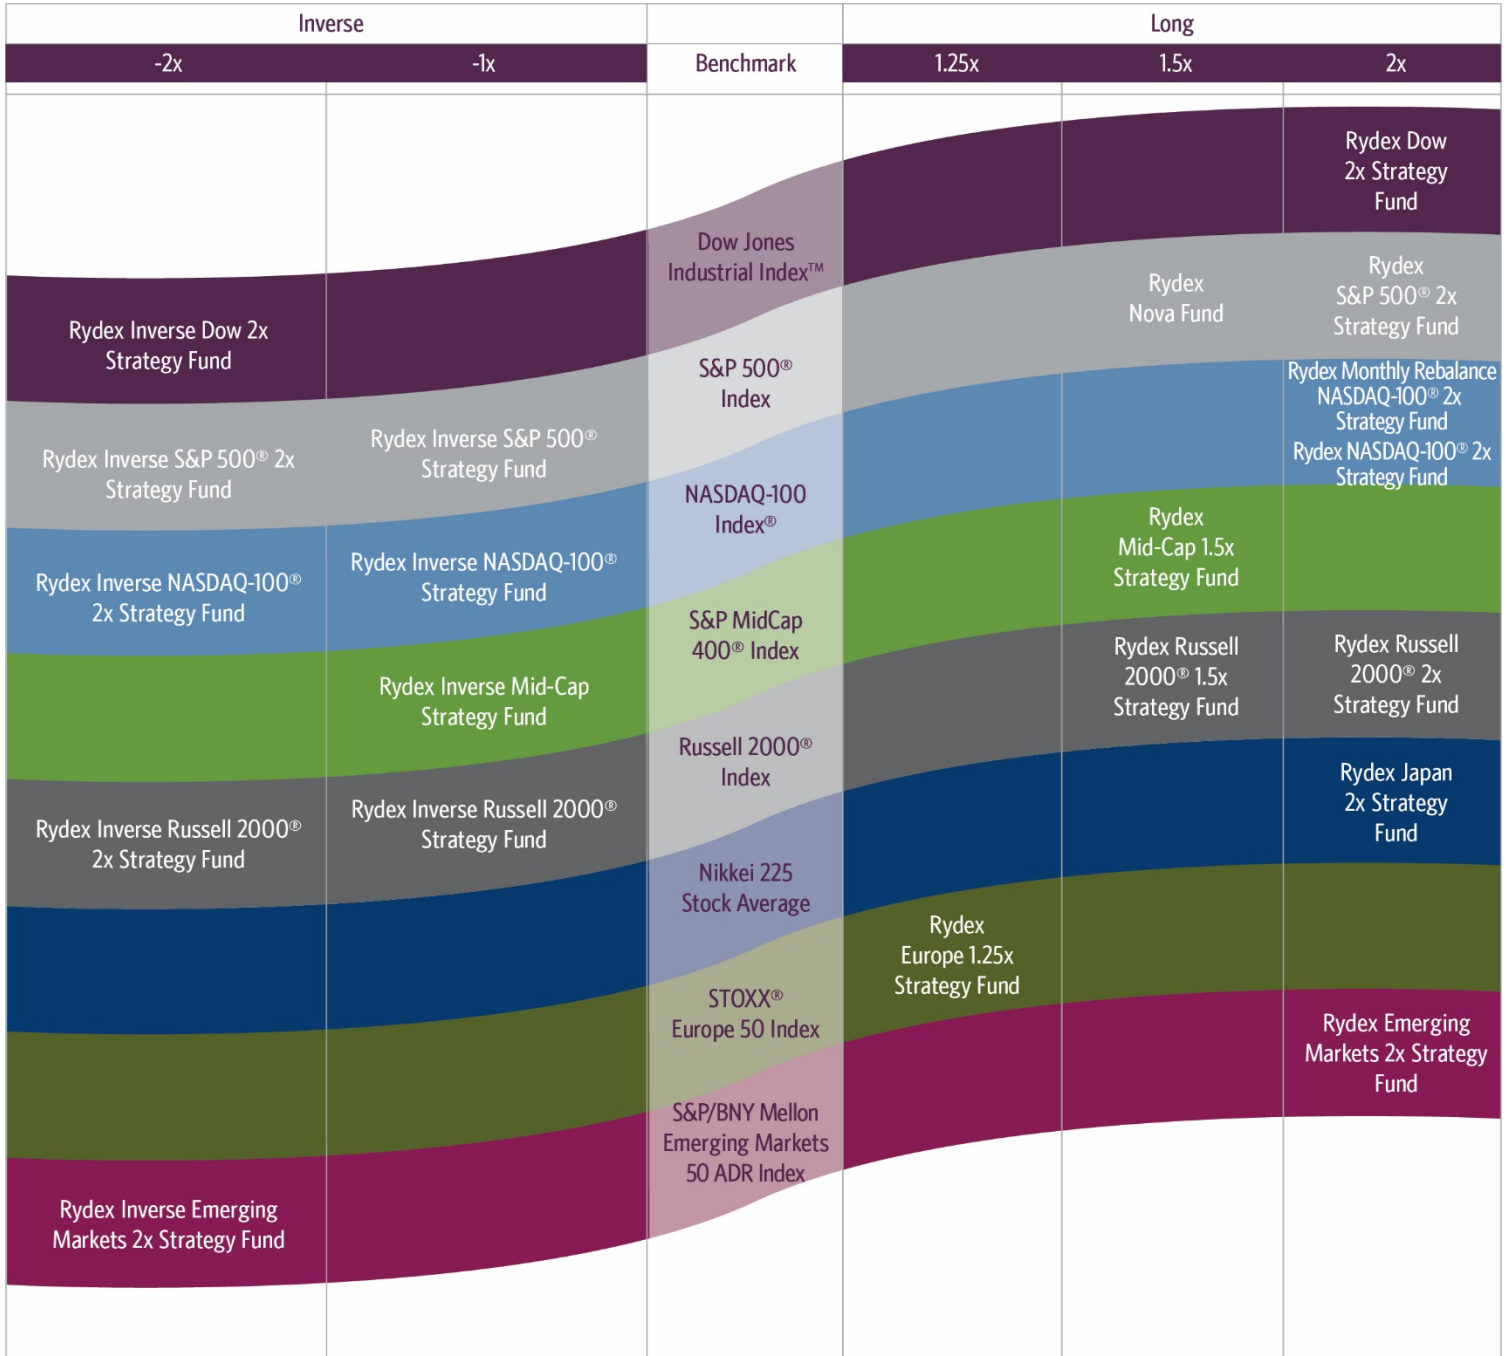 Inverse
Long
-2x
-1x
Benchmark
1.25x
1.5x
2x
Rydex Dow
2x Strategy
Fund
Dow Jones
Industrial Index™
Rydex Inverse Dow 2x
Strategy Fund
Rydex
Nova Fund
Rydex
S&P 500® 2x
Strategy Fund
S&P 500®
Index
Rydex Inverse S&P 500®
Strategy Fund
Rydex Inverse S&P 500® 2x
Strategy Fund
Rydex Monthly Rebalance
NASDAQ-100® 2x
Strategy Fund
Rydex NASDAQ-100® 2x
Strategy Fund
NASDAQ-100
Index®
Rydex Inverse NASDAQ-100®
Strategy Fund
Rydex Inverse NASDAQ-100®
2x Strategy Fund
Rydex
Mid-Cap 1.5x
Strategy Fund
S&P MidCap
400® Index
Rydex Inverse Mid-Cap
Strategy Fund
Rydex Russell
2000® 1.5x
Strategy Fund
Rydex Russell
2000® 2x
Strategy Fund
Russell 2000®
Index
Rydex Inverse Russell 2000®
Strategy Fund
Rydex Inverse Russell 2000®
2x Strategy Fund
Rydex Japan
2x Strategy
Fund
Nikkei 225
Stock Average
Rydex
Europe 1.25x
Strategy Fund
STOXX®
Europe 50 Index
Rydex Emerging
Markets 2x Strategy
Fund
S&P/BNY Mellon
Emerging Markets
50 ADR Index
Rydex Inverse Emerging
Markets 2x Strategy Fund